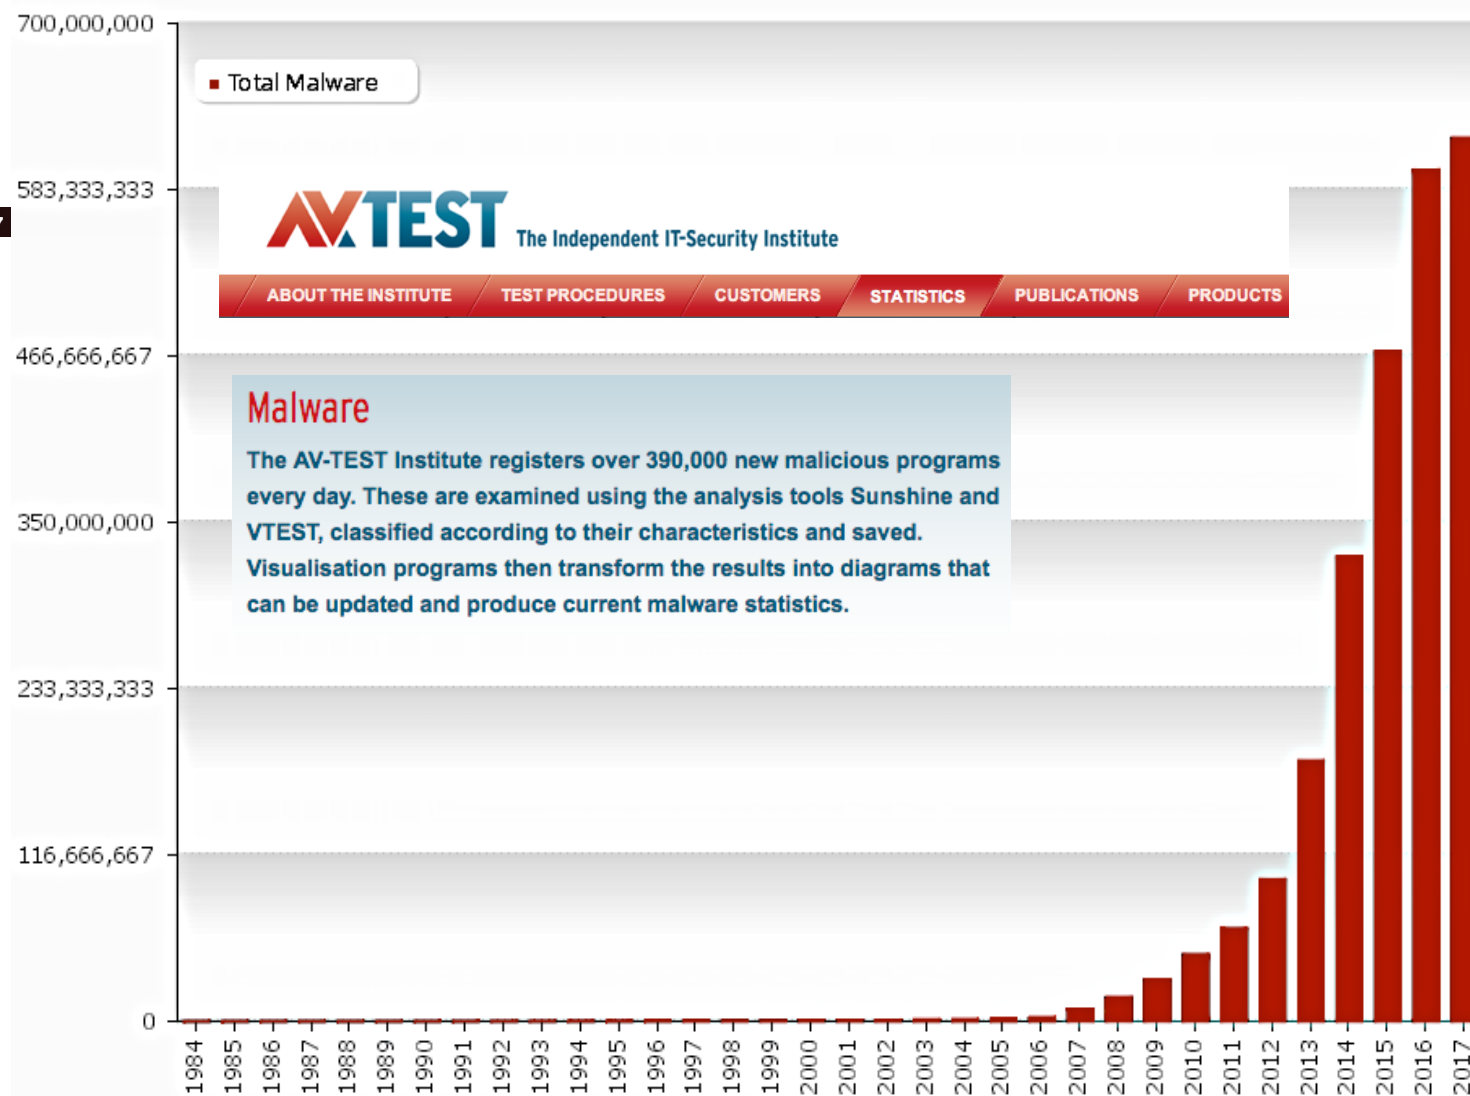 700,000,000
Total Malware
583,333,333
AV TEST The Independent IT-Security Institute
7
ABOUT THE INSTITUTE TEST PROCEDURES CUSTOMERS STATISTICS PUBLICATIONS PRODUCTS
466,666,667
Malware
The AV-TEST Institute registers over 390,000 new malicious programs
every day. These are examined using the analysis tools Sunshine and
VTEST, classified according to their characteristics and saved.
Visualisation programs then transform the results into diagrams that
can be updated and produce current malware statistics.
350,000,000
233,333,333
116,666,667
0
1984 1985 1986 1987 1988 1989 1990 1991 1992 1993 1994 1995 1996 1997 1998 1999 2000 2001 2002 2003 2004 2005 2006 2007 2008 2009 2010 2011 2012 2013 2014 2015 2016 2017